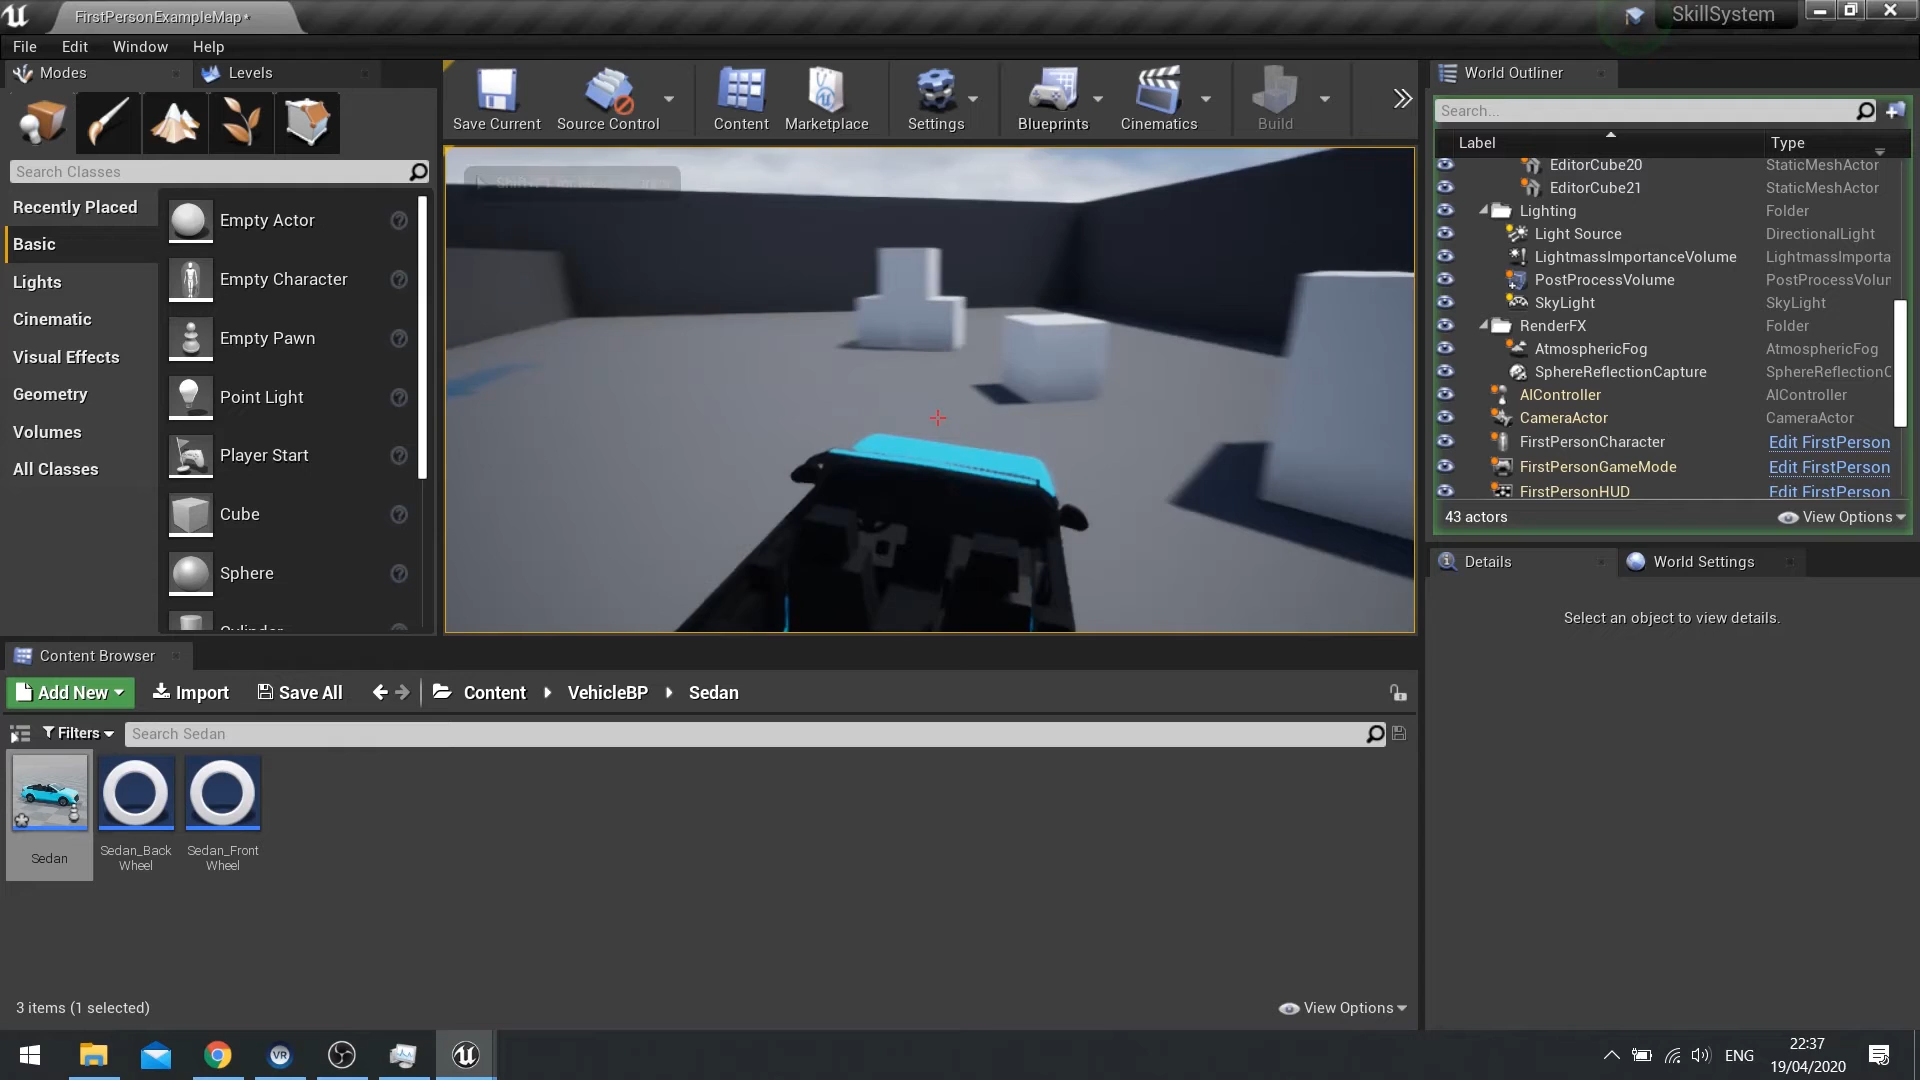 FirstPersonExampleMap*
SkillSystem
File
Edit
Window
Help
Modes
Levels
Search Classes
Recently Placed
Basic
Lights
Cinematic
Visual Effects
Geometry
Volumes
All Classes
Empty Actor
Empty Character
Empty Pawn
Point Light
Player Start
Cube
Sphere
Cylinder
Save Current
Source Control
Content
Marketplace
Settings
Blueprints
Cinematics
Build
World Outliner
Search...
Label
Type
EditorCube20
StaticMeshActor
EditorCube21
StaticMeshActor
Lighting
Folder
Light Source
DirectionalLight
LightmassImportanceVolume
LightmassImporta
PostProcessVolume
PostProcessVolur
SkyLight
SkyLight
RenderFX
Folder
AtmosphericFog
AtmosphericFog
SphereReflectionCapture
SphereReflectionC
AIController
AIController
CameraActor
CameraActor
FirstPersonCharacter
Edit FirstPerson
FirstPersonGameMode
Edit FirstPerson
FirstPersonHUD
Edit FirstPerson
43 actors
View Options
Details
World Settings
Select an object to view details.
Content Browser
Add New
Import
Save All
Content
VehicleBP
Sedan
Filters
Search Sedan
Sedan
Sedan_Back
Wheel
Sedan_Front
Wheel
3 items (1 selected)
View Options
VR
ENG
22:37
19/04/2020